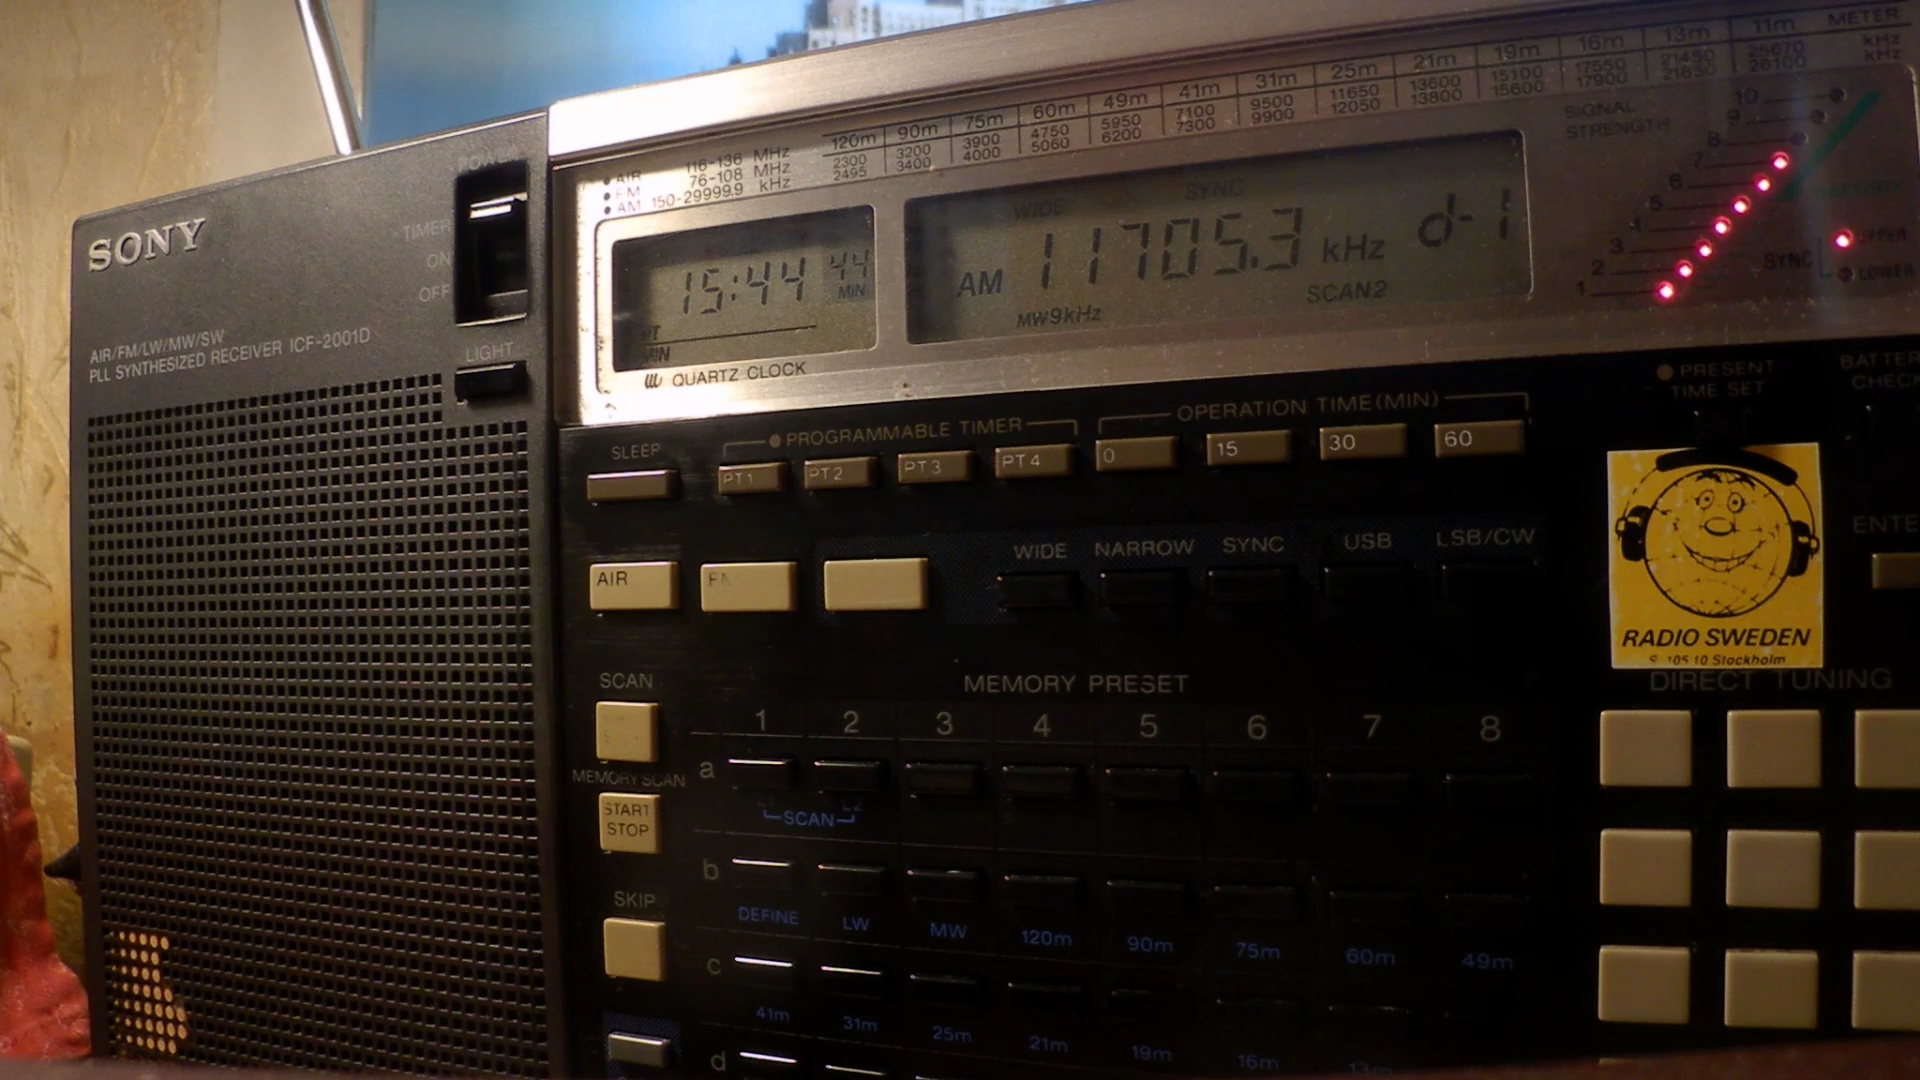 SONY
AIR/FM/LW/MW/SW
PLL SYNTHESIZED RECEIVER ICF-2001D
POWER
TIMER
ON
OFF
LIGHT
AIR 116-136 MHz
FM 76-108 MHz
AM 150-29999.9 kHz
120m 90m 75m 60m 49m 41m 31m 25m 21m 19m 16m 13m 11m METER
2300 3200 3900 4750 5950 7100 9500 11650 13600 15100 17550 21450 25670 kHz
2495 3400 4000 5060 6200 7300 9900 12050 13800 15600 17900 21850 26100 kHz
15:44 44
MIN
QUARTZ CLOCK
WIDE SYNC
AM 11705.3 kHz d-1
MW9kHz SCAN2
SIGNAL
STRENGTH
10
9
8
7
6
5
4
3
2
1
SYNC
UPPER
LOWER
SLEEP
PROGRAMMABLE TIMER
PT1 PT2 PT3 PT4
OPERATION TIME(MIN)
0 15 30 60
PRESENT
TIME SET
BATTER
CHECK
AIR FM
WIDE NARROW SYNC USB LSB/CW
ENTE
RADIO SWEDEN
S-105 10 Stockholm
DIRECT TUNING
SCAN
MEMORY SCAN
START
STOP
SKIP
MEMORY PRESET
1 2 3 4 5 6 7 8
a
SCAN
b
DEFINE LW MW 120m 90m 75m 60m 49m
c
41m 31m 25m 21m 19m 16m 13m
d